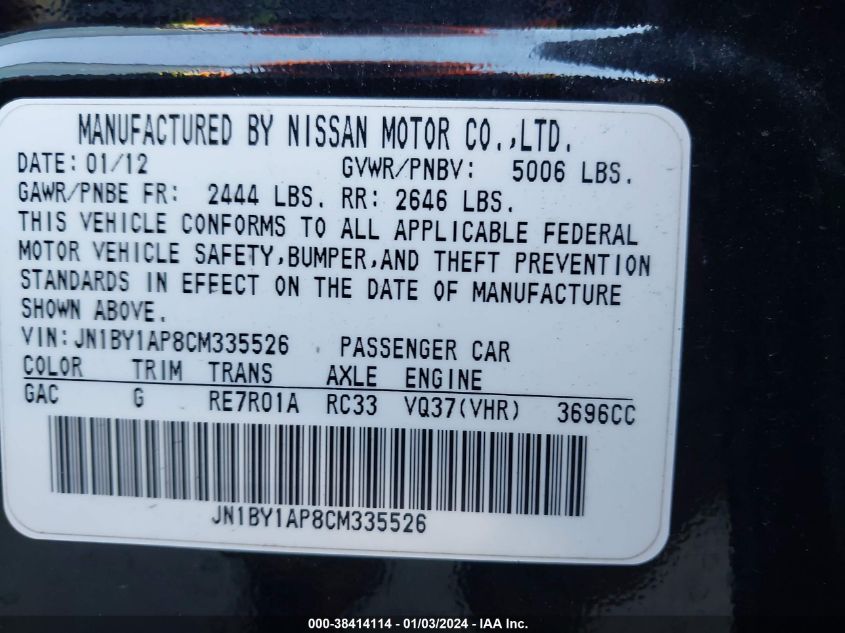 MANUFACTURED BY NISSAN MOTOR CO.,LTD.
DATE: 01/12 GVWR/PNBV: 5006 LBS.
GAWR/PNBE FR: 2444 LBS. RR: 2646 LBS.
THIS VEHICLE CONFORMS TO ALL APPLICABLE FEDERAL
MOTOR VEHICLE SAFETY,BUMPER,AND THEFT PREVENTION
STANDARDS IN EFFECT ON THE DATE OF MANUFACTURE
SHOWN ABOVE.
VIN:JN1BY1AP8CM335526 PASSENGER CAR
COLOR TRIM TRANS AXLE ENGINE
GAC G RE7R01A RC33 VQ37(VHR) 3696CC
JN1BY1AP8CM335526
000-38414114 - 01/03/2024 - IAA Inc.